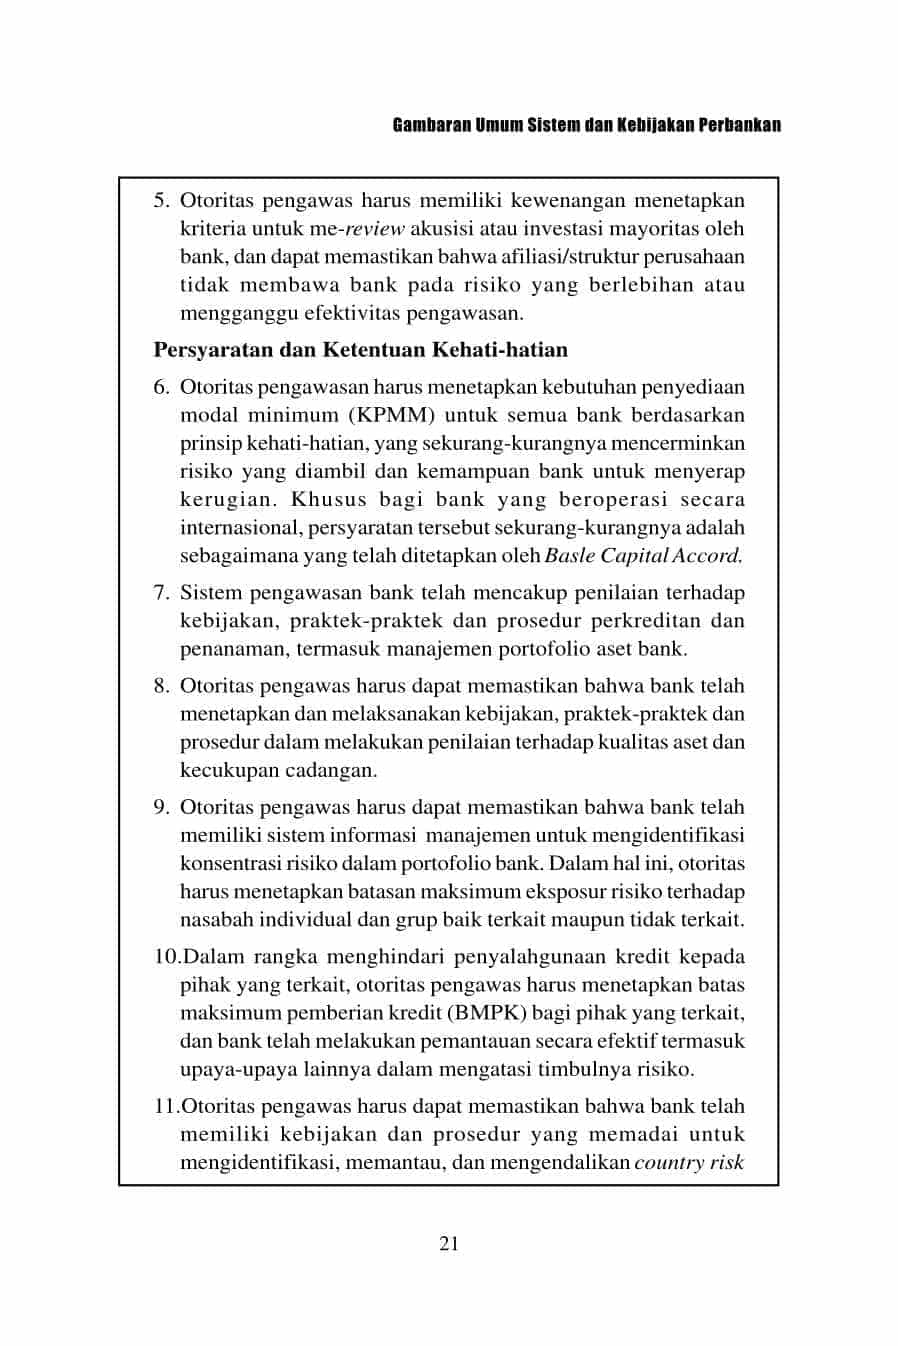 Gambaran Umum Sistem dan Kebijakan Perbankan
5. Otoritas pengawas harus memiliki kewenangan menetapkan
kriteria untuk me-review akusisi atau investasi mayoritas oleh
bank, dan dapat memastikan bahwa afiliasi/struktur perusahaan
tidak membawa bank pada risiko yang berlebihan atau
mengganggu efektivitas pengawasan.
Persyaratan dan Ketentuan Kehati-hatian
6. Otoritas pengawasan harus menetapkan kebutuhan penyediaan
modal minimum (KPMM) untuk semua bank berdasarkan
prinsip kehati-hatian, yang sekurang-kurangnya mencerminkan
risiko yang diambil dan kemampuan bank untuk menyerap
kerugian. Khusus bagi bank yang beroperasi secara
internasional, persyaratan tersebut sekurang-kurangnya adalah
sebagaimana yang telah ditetapkan oleh Basle Capital Accord.
7. Sistem pengawasan bank telah mencakup penilaian terhadap
kebijakan, praktek-praktek dan prosedur perkreditan dan
penanaman, termasuk manajemen portofolio aset bank.
8. Otoritas pengawas harus dapat memastikan bahwa bank telah
menetapkan dan melaksanakan kebijakan, praktek-praktek dan
prosedur dalam melakukan penilaian terhadap kualitas aset dan
kecukupan cadangan.
9. Otoritas pengawas harus dapat memastikan bahwa bank telah
memiliki sistem informasi manajemen untuk mengidentifikasi
konsentrasi risiko dalam portofolio bank. Dalam hal ini, otoritas
harus menetapkan batasan maksimum eksposur risiko terhadap
nasabah individual dan grup baik terkait maupun tidak terkait.
10.Dalam rangka menghindari penyalahgunaan kredit kepada
pihak yang terkait, otoritas pengawas harus menetapkan batas
maksimum pemberian kredit (BMPK) bagi pihak yang terkait,
dan bank telah melakukan pemantauan secara efektif termasuk
upaya-upaya lainnya dalam mengatasi timbulnya risiko.
11.Otoritas pengawas harus dapat memastikan bahwa bank telah
memiliki kebijakan dan prosedur yang memadai untuk
mengidentifikasi, memantau, dan mengendalikan country risk
21